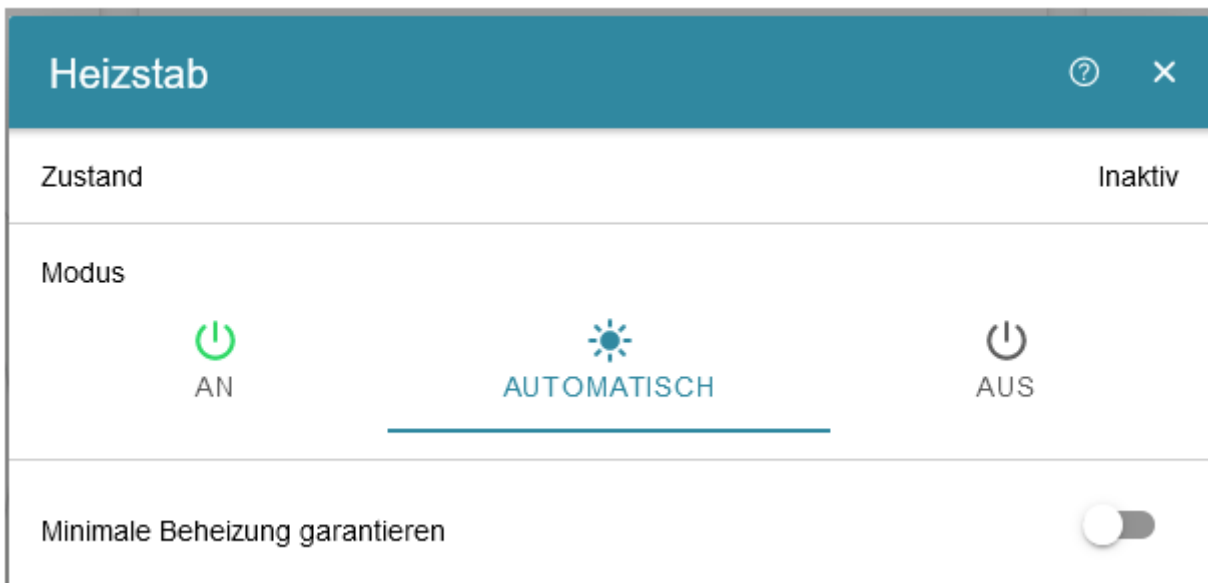 Heizstab
Zustand Inaktiv
Modus
AN AUTOMATISCH AUS
Minimale Beheizung garantieren